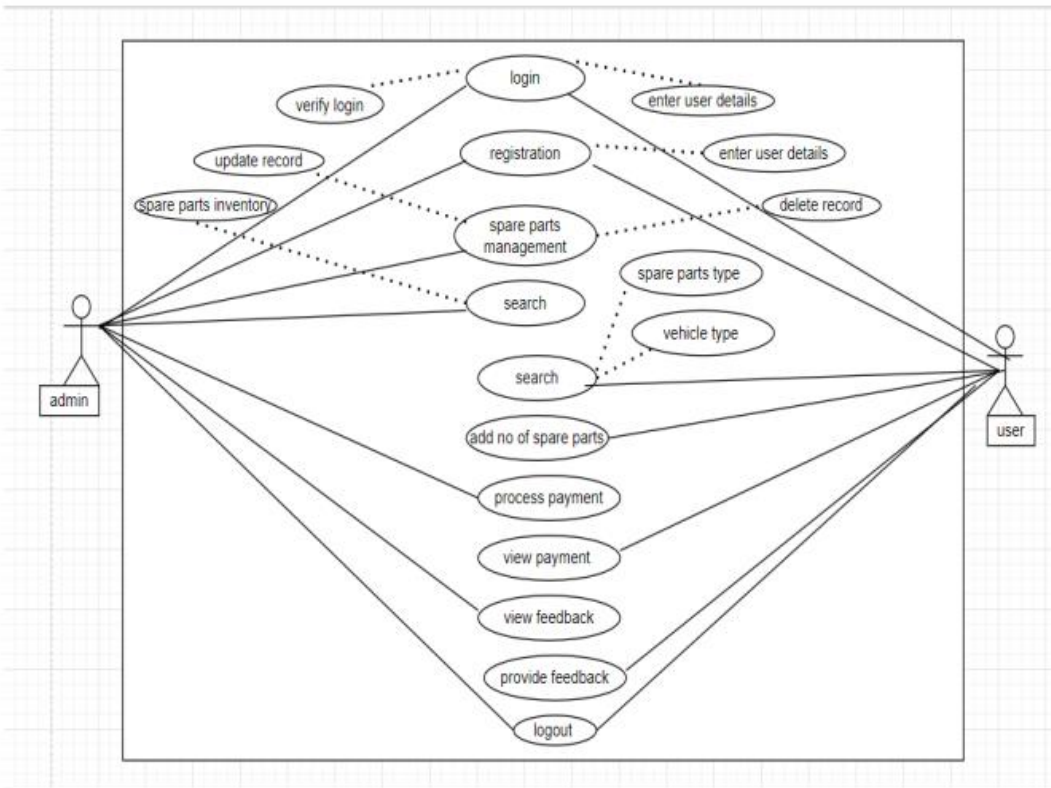 login
verify login
enter user details
registration
enter user details
update record
spare parts inventory
delete record
spare parts
management
spare parts type
search
vehicle type
search
admin
user
add no of spare parts
process payment
view payment
view feedback
provide feedback
logout